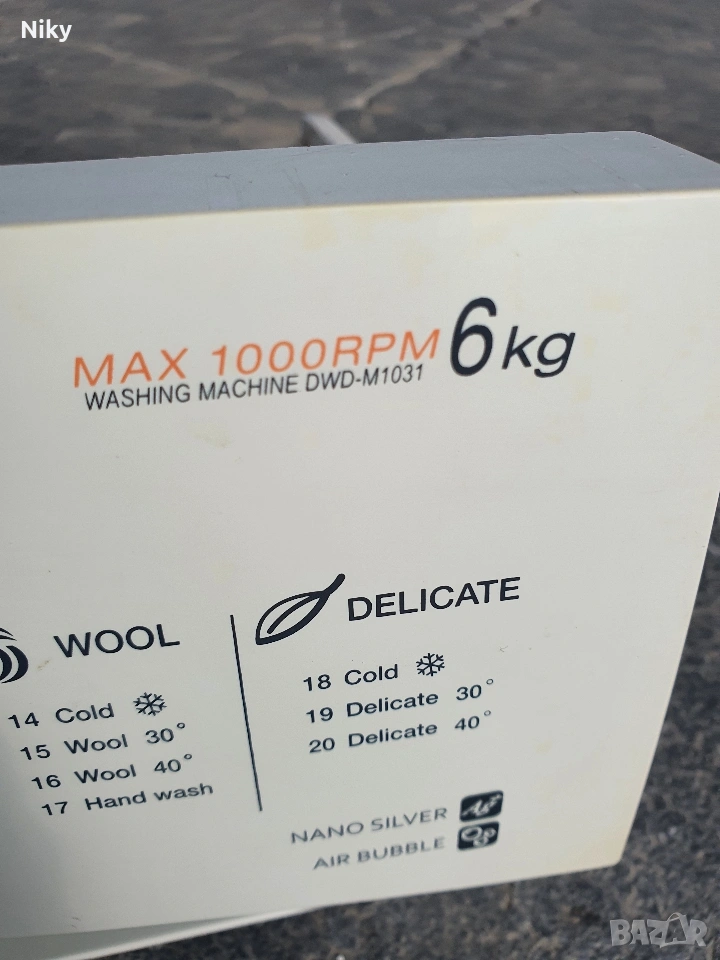 Niky
MAX 1000RPM 6kg
WASHING MACHINE DWD-M1031
WOOL
14 Cold
15 Wool 30°
16 Wool 40°
17 Hand wash
DELICATE
18 Cold
19 Delicate 30°
20 Delicate 40°
NANO SILVER Ag+
AIR BUBBLE
BAZAR